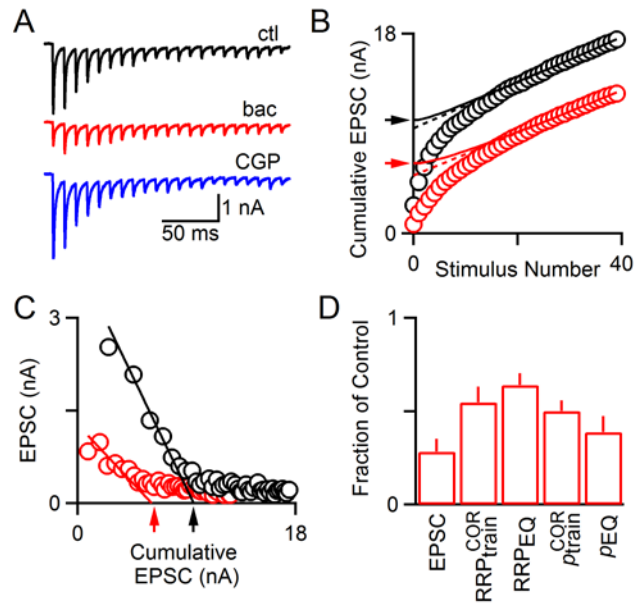 A
ctl
bac
CGP
1 nA
50 ms
B
Cumulative EPSC (nA)
18
0
0
40
Stimulus Number
C
EPSC (nA)
3
0
0
18
Cumulative
EPSC (nA)
D
Fraction of Control
1
0
EPSC
COR
RRPtrain
RRPEQ
COR
ptrain
pEQ